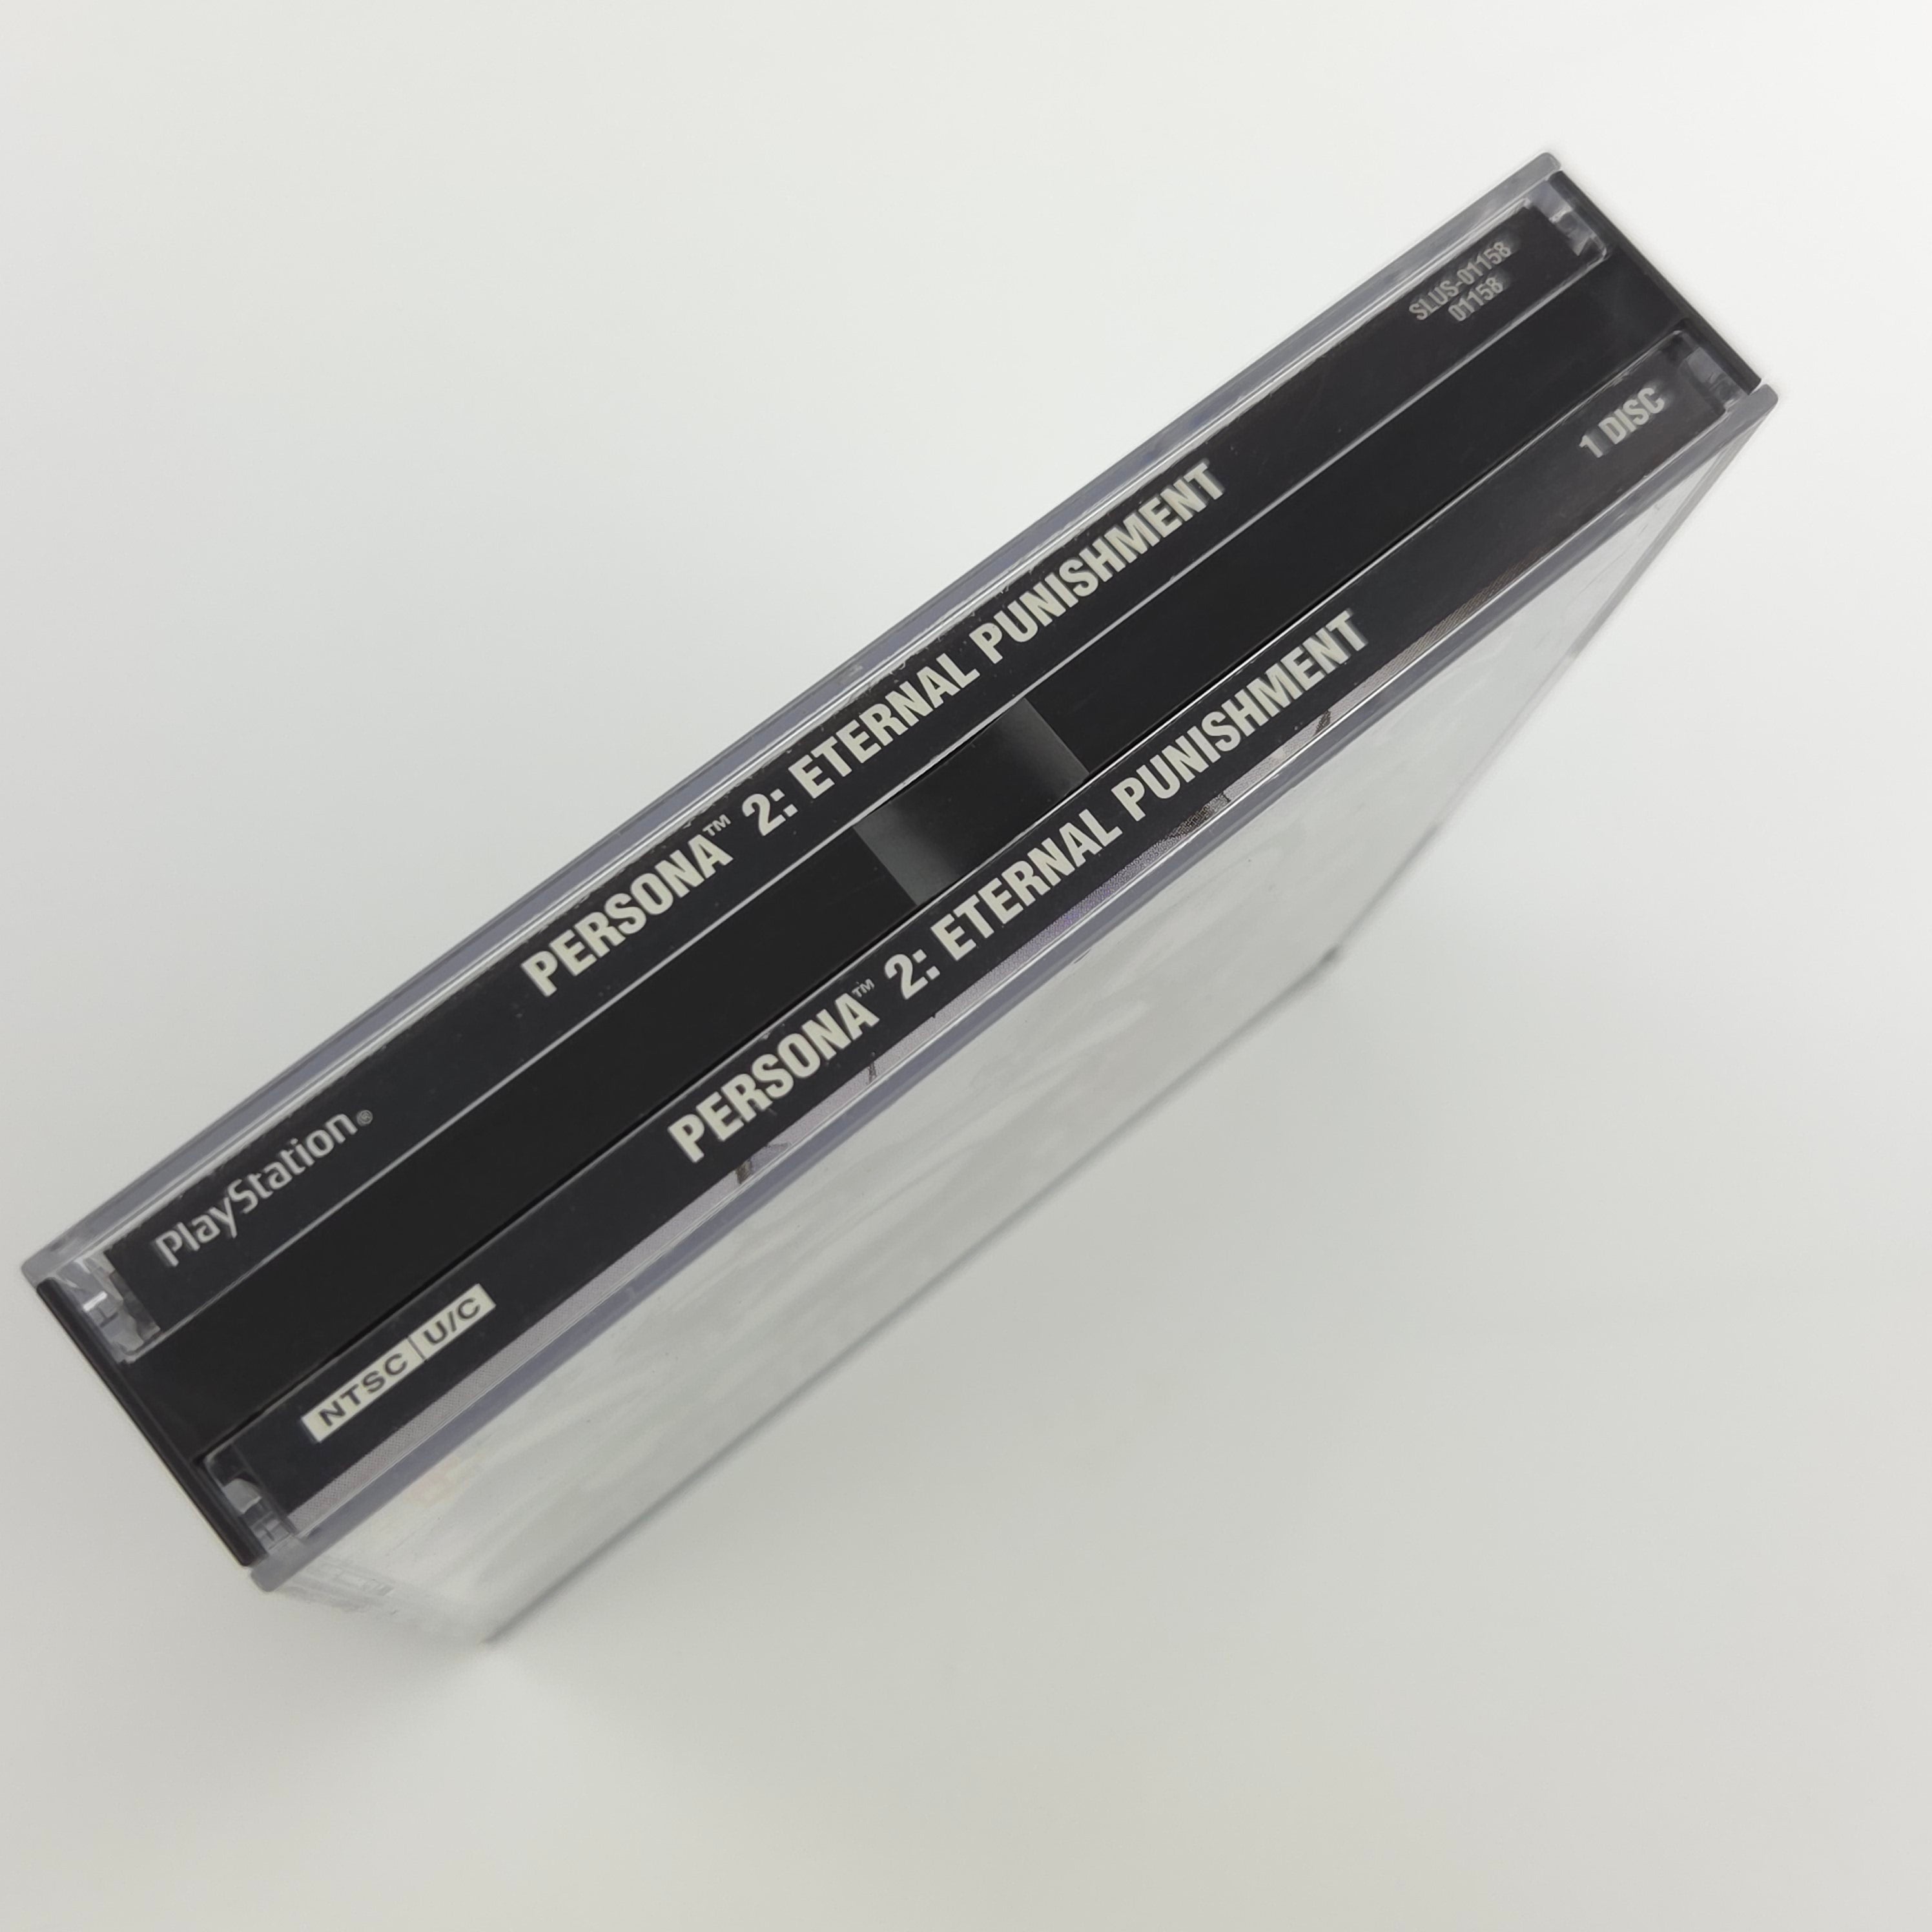 PlayStation®
PERSONA™ 2: ETERNAL PUNISHMENT
SLUS-01158
01158
NTSC U/C
PERSONA™ 2: ETERNAL PUNISHMENT
1 DISC